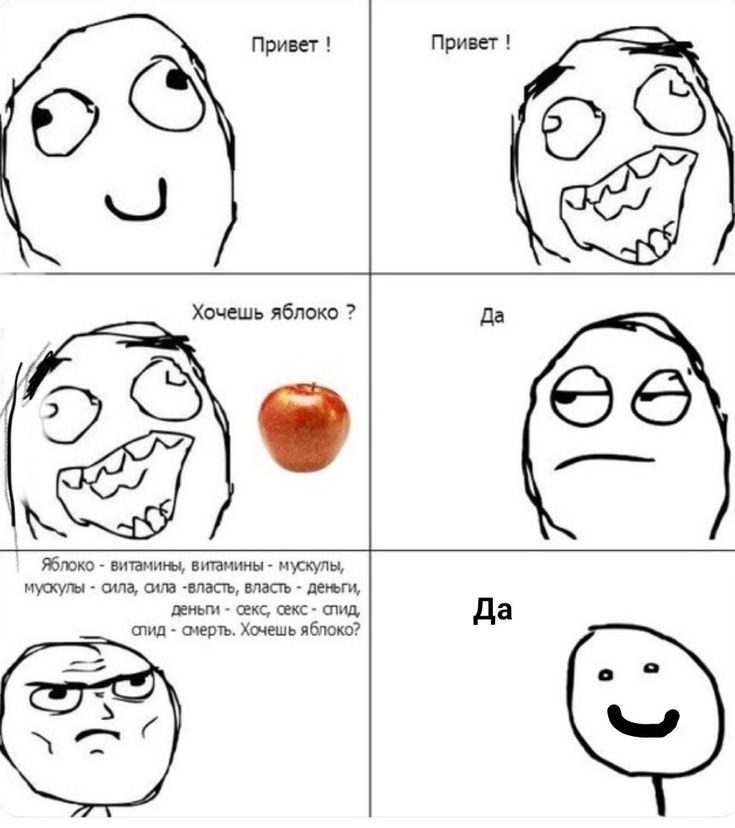 Привет !
Привет !
Хочешь яблоко ?
Да
Яблоко - витамины, витамины - мускулы,
мускулы - сила, сила -власть, власть - деньги,
деньги - секс, секс - спид,
спид - смерть. Хочешь яблоко?
Да